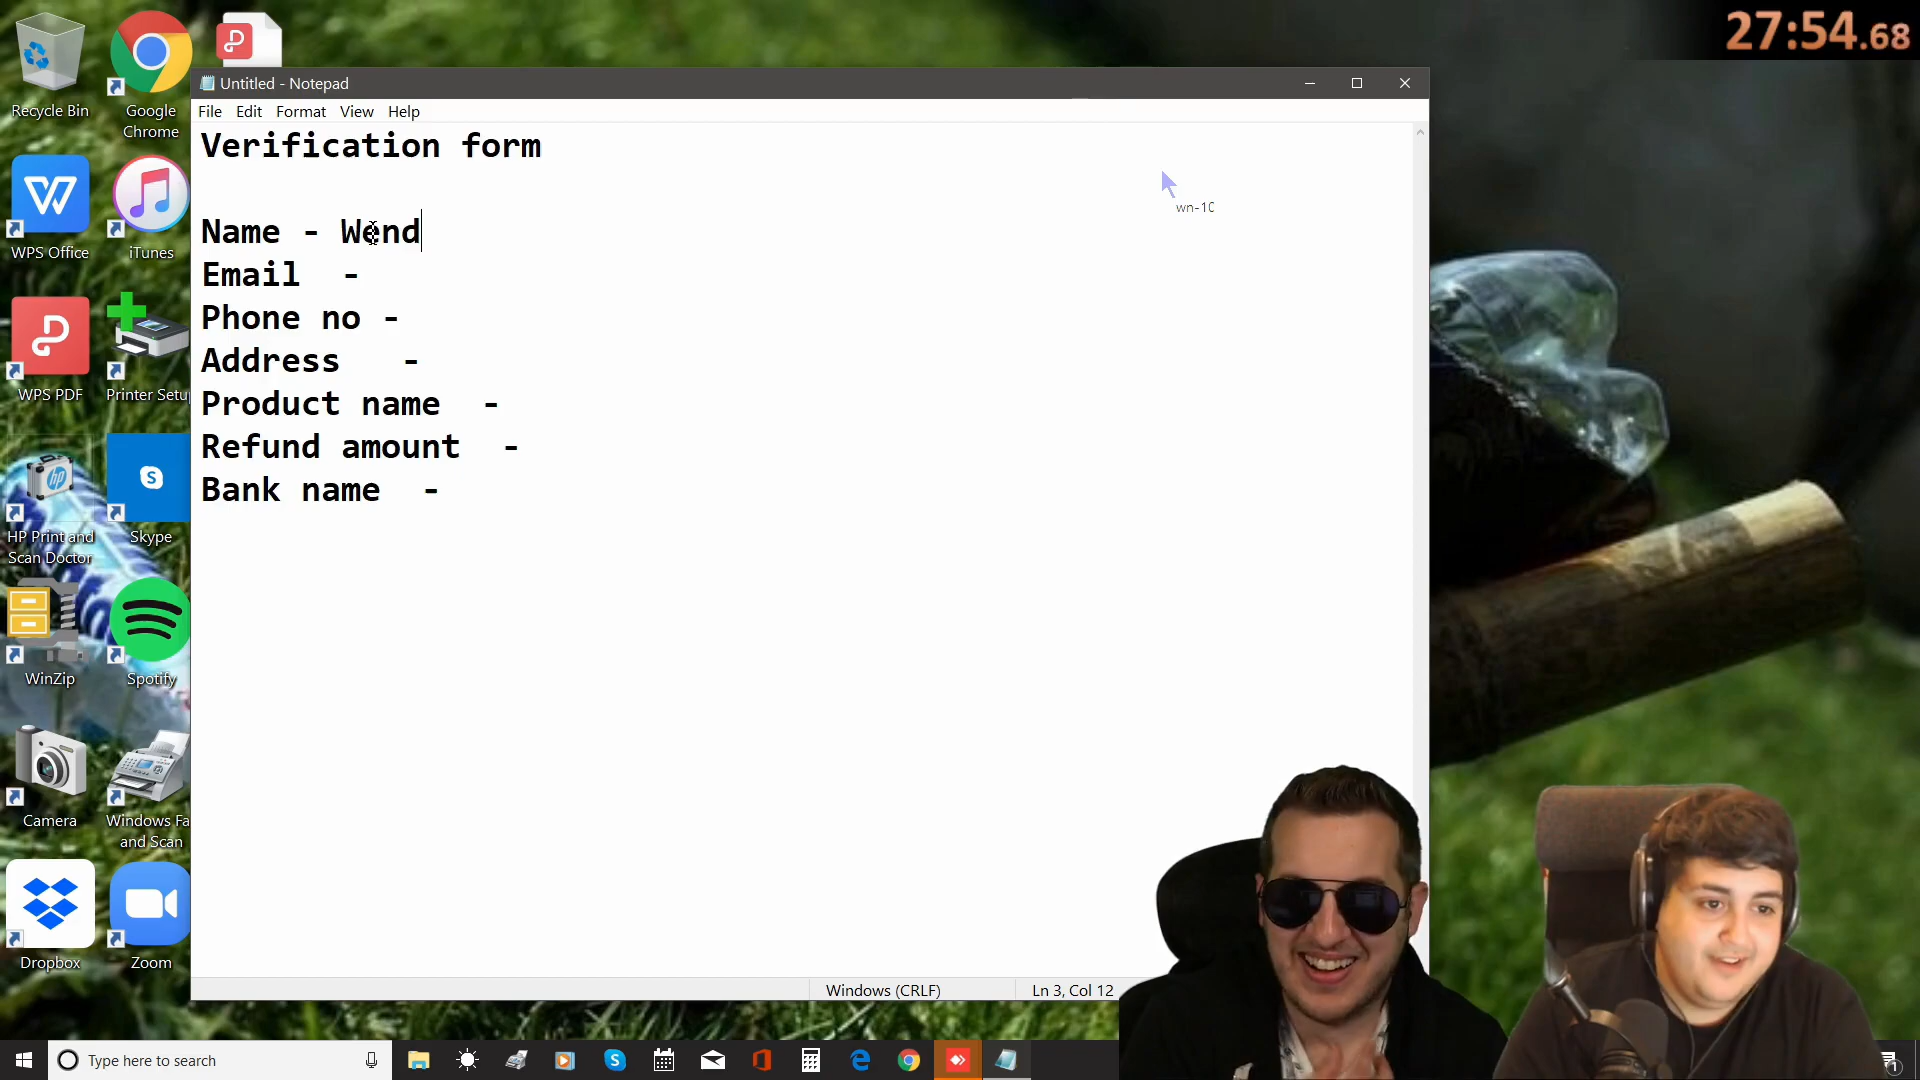 27:54.68
Recycle Bin
Google Chrome
Untitled - Notepad
File Edit Format View Help
Verification form
wn-10
Name - Wend
Email -
Phone no -
Address -
Product name -
Refund amount -
Bank name -
WPS Office
iTunes
WPS PDF
Printer Setu
HP Print and Scan Doctor
Skype
WinZip
Spotify
Camera
Windows Fa and Scan
Dropbox
Zoom
Windows (CRLF)
Ln 3, Col 12
Type here to search
1